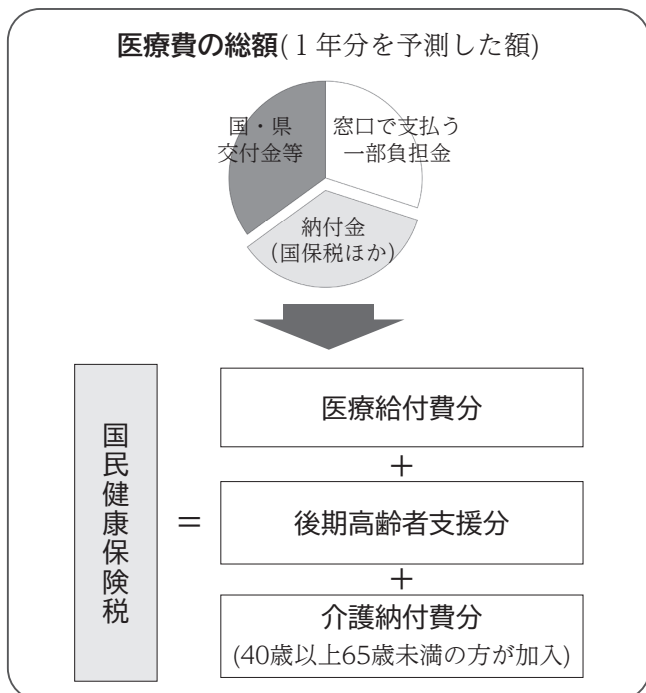 医療費の総額(１年分を予測した額)
国・県
交付金等
窓口で支払う
一部負担金
納付金
(国保税ほか)
国民健康保険税
＝
医療給付費分
＋
後期高齢者支援分
＋
介護納付費分
(40歳以上65歳未満の方が加入)